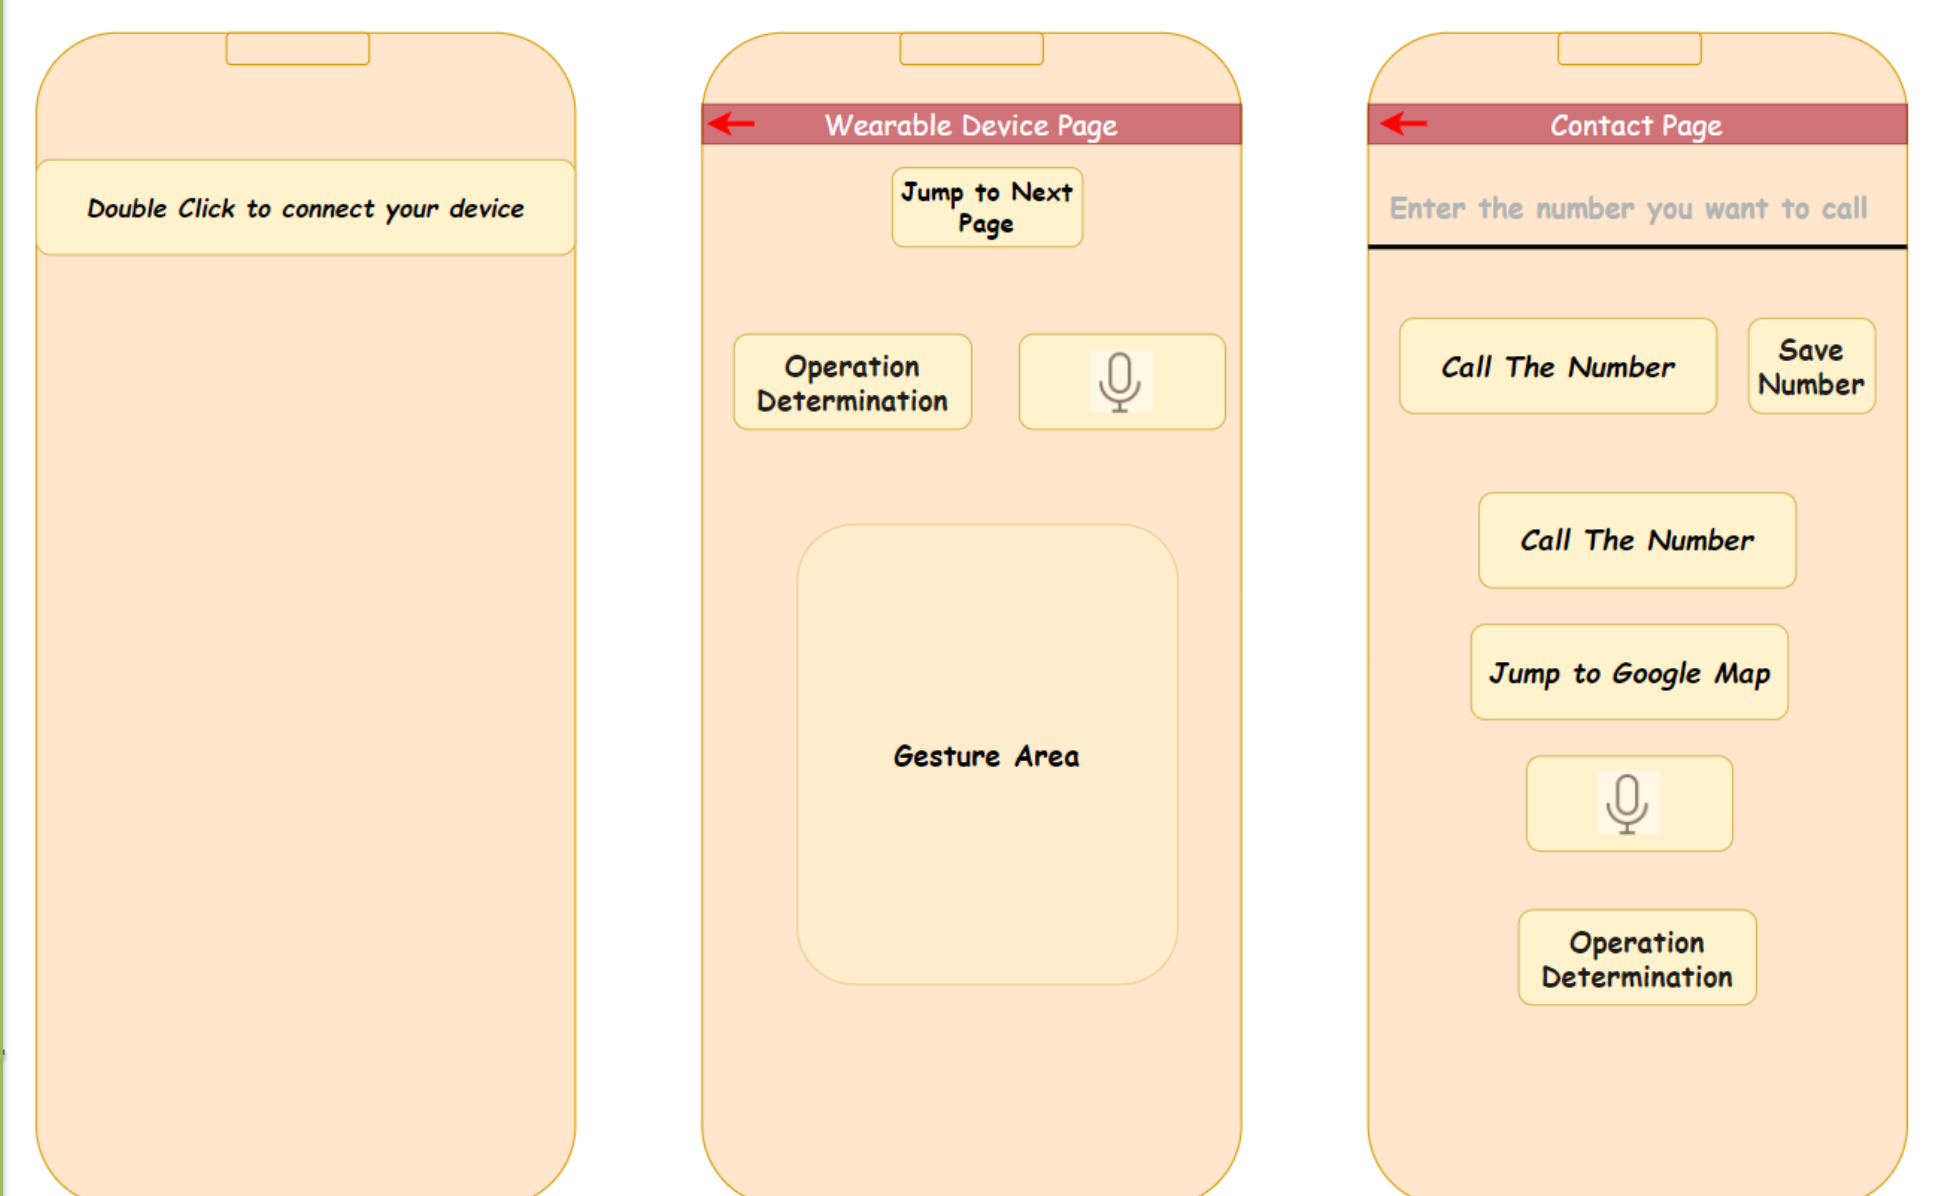 Double Click to connect your device
Wearable Device Page
Jump to Next
Page
Operation
Determination
Gesture Area
Contact Page
Enter the number you want to call
Call The Number
Save
Number
Call The Number
Jump to Google Map
Operation
Determination